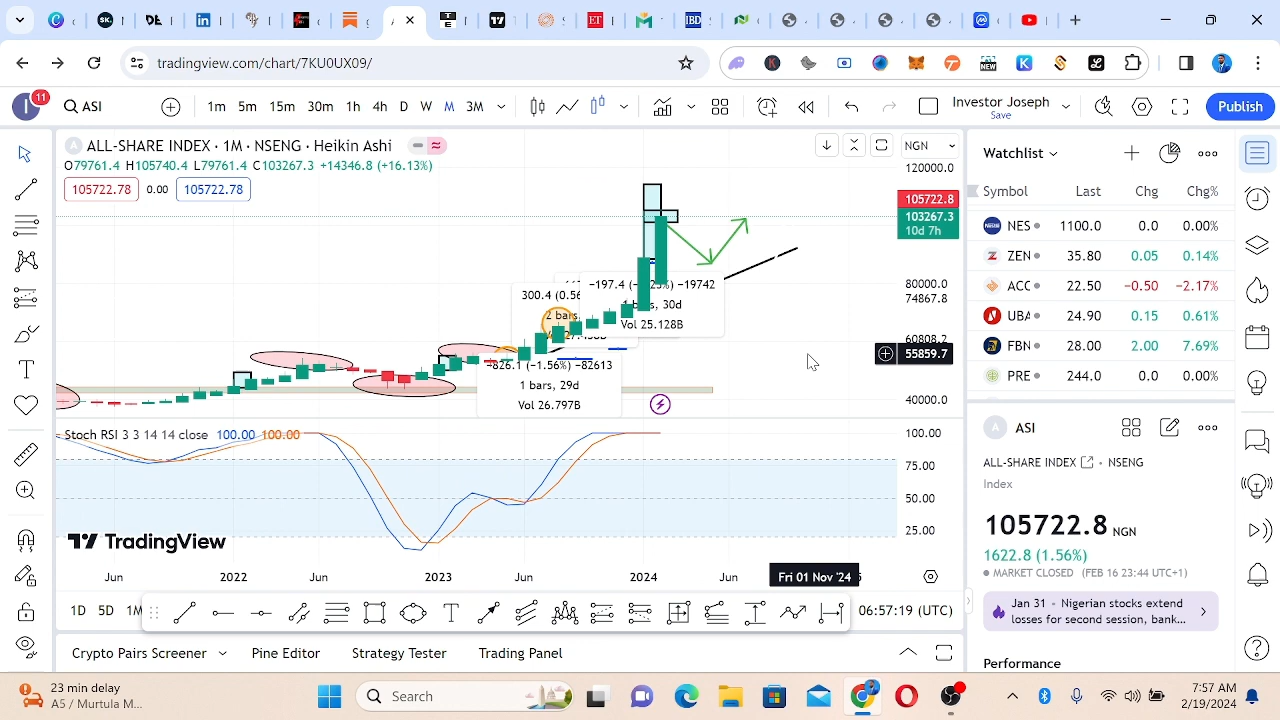 tradingview.com/chart/7KU0UX09/
11
ASI
1m 5m 15m 30m 1h 4h D W M 3M
Investor Joseph
Save
Publish
A ALL-SHARE INDEX · 1M · NSENG · Heikin Ashi
O79761.4 H105740.4 L79761.4 C103267.3 +14346.8 (+16.13%)
105722.78 0.00 105722.78
NGN
120000.0
105722.8
103267.3
10d 7h
80000.0
74867.8
60808.2
55859.7
40000.0
300.4 (0.56
2 bars,
−197.4 (
−19742
30d
Vol 25.128B
−826.1 (−1.56%) −82613
1 bars, 29d
Vol 26.797B
Stoch RSI 3 3 14 14 close 100.00 100.00
100.00
75.00
50.00
25.00
TradingView
Jun 2022 Jun 2023 Jun 2024 Jun Fri 01 Nov '24
1D 5D 1M
06:57:19 (UTC)
Crypto Pairs Screener Pine Editor Strategy Tester Trading Panel
Watchlist
Symbol Last Chg Chg%
NES 1100.0 0.0 0.00%
ZEN 35.80 0.05 0.14%
ACC 22.50 −0.50 −2.17%
UBA 24.90 0.15 0.61%
FBN 28.00 2.00 7.69%
PRE 244.0 0.0 0.00%
A ASI
ALL-SHARE INDEX · NSENG
Index
105722.8 NGN
1622.8 (1.56%)
MARKET CLOSED (FEB 16 23:44 UTC+1)
Jan 31 · Nigerian stocks extend
losses for second session, bank...
Performance
23 min delay
A5 / Murtulr M...
Search
7:57 AM
2/19/2024